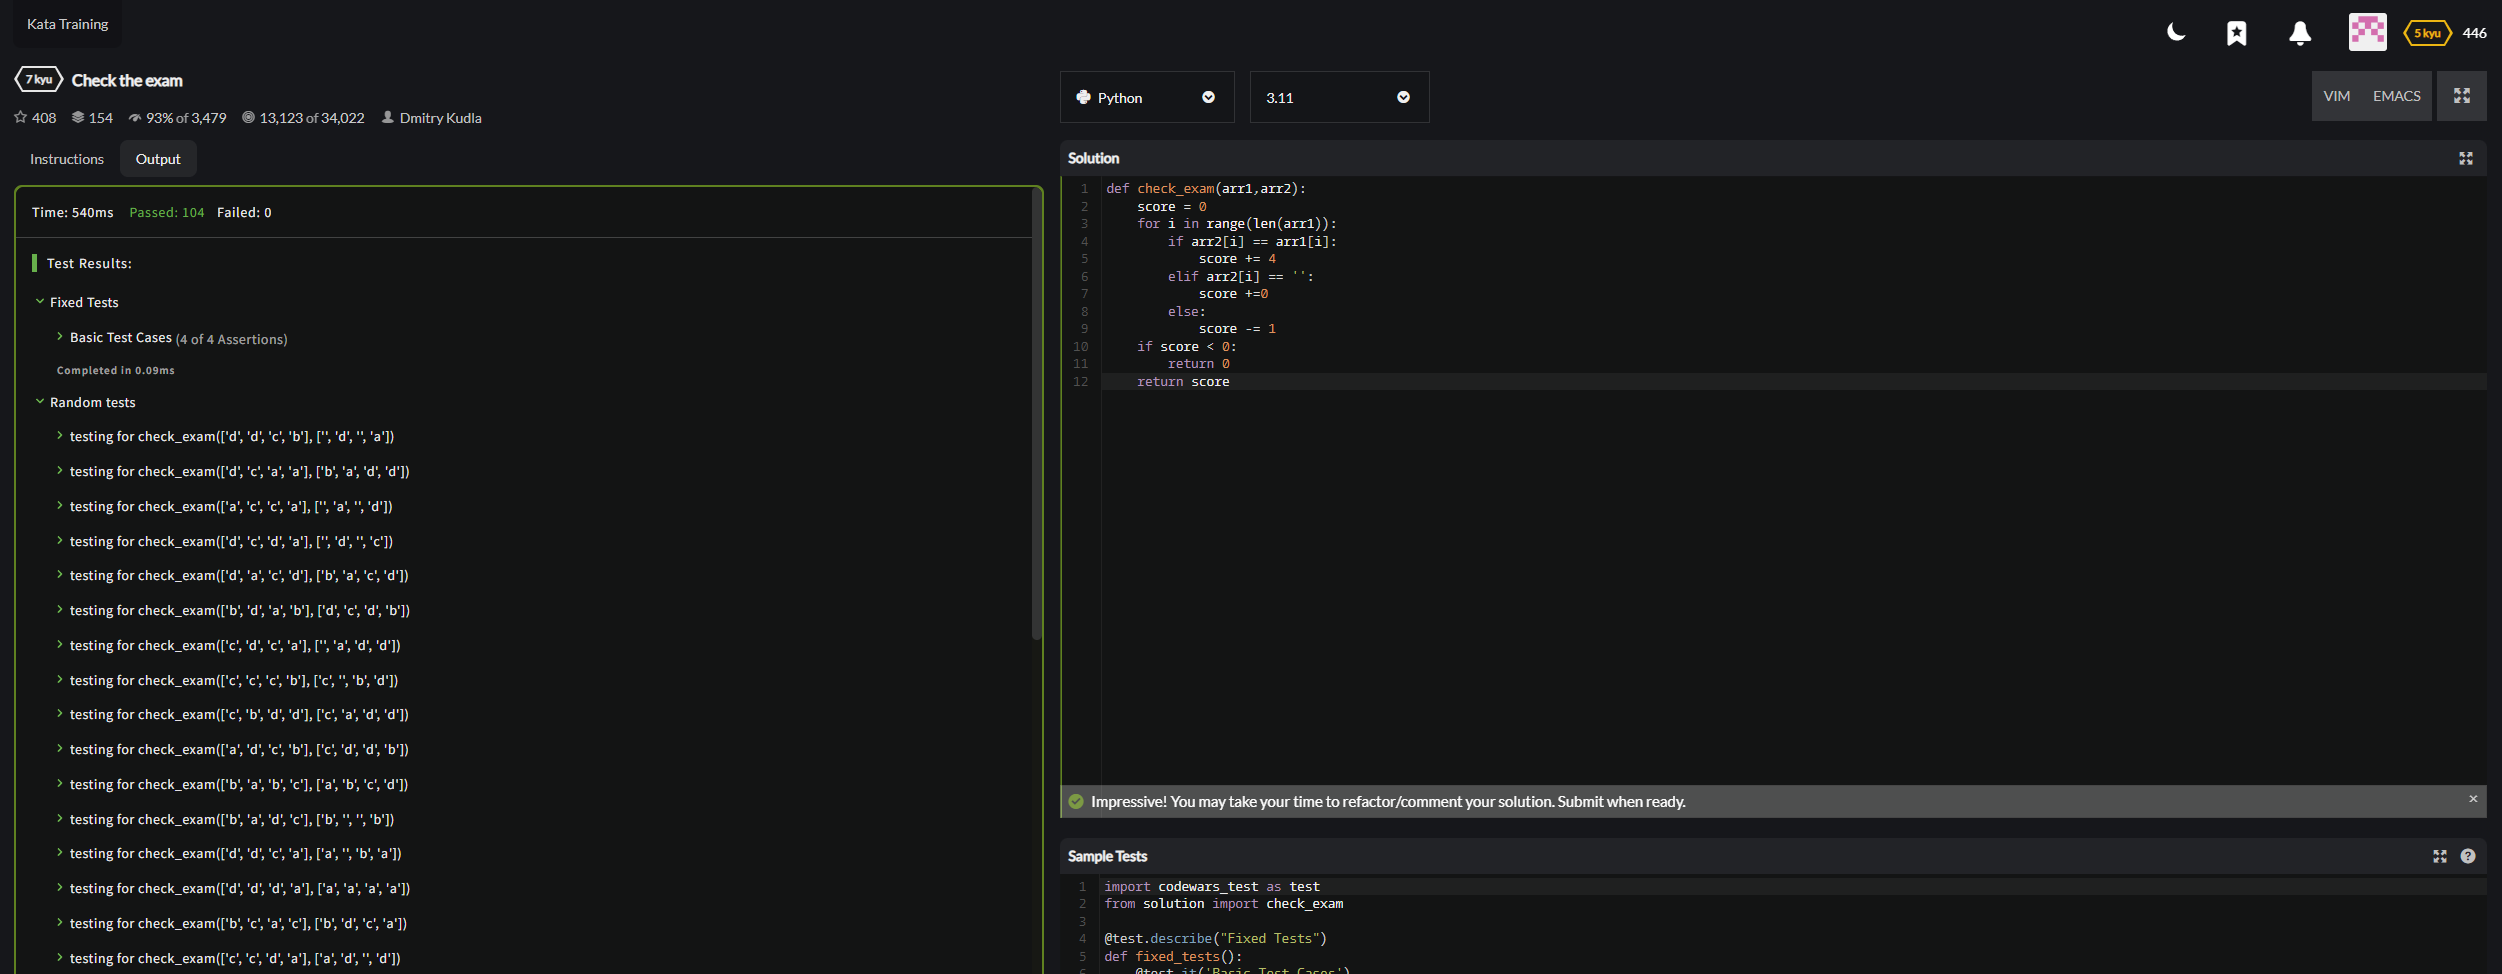 Kata Training
5 kyu 446
7 kyu Check the exam
408 154 93% of 3,479 13,123 of 34,022 Dmitry Kudla
Instructions Output
Time: 540ms Passed: 104 Failed: 0
Test Results:
Fixed Tests
Basic Test Cases (4 of 4 Assertions)
Completed in 0.09ms
Random tests
testing for check_exam(['d', 'd', 'c', 'b'], ['', 'd', '', 'a'])
testing for check_exam(['d', 'c', 'a', 'a'], ['b', 'a', 'd', 'd'])
testing for check_exam(['a', 'c', 'c', 'a'], ['', 'a', '', 'd'])
testing for check_exam(['d', 'c', 'd', 'a'], ['', 'd', '', 'c'])
testing for check_exam(['d', 'a', 'c', 'd'], ['b', 'a', 'c', 'd'])
testing for check_exam(['b', 'd', 'a', 'b'], ['d', 'c', 'd', 'b'])
testing for check_exam(['c', 'd', 'c', 'a'], ['', 'a', 'd', 'd'])
testing for check_exam(['c', 'c', 'c', 'b'], ['c', '', 'b', 'd'])
testing for check_exam(['c', 'b', 'd', 'd'], ['c', 'a', 'd', 'd'])
testing for check_exam(['a', 'd', 'c', 'b'], ['c', 'd', 'd', 'b'])
testing for check_exam(['b', 'a', 'b', 'c'], ['a', 'b', 'c', 'd'])
testing for check_exam(['b', 'a', 'd', 'c'], ['b', '', '', 'b'])
testing for check_exam(['d', 'd', 'c', 'a'], ['a', '', 'b', 'a'])
testing for check_exam(['d', 'd', 'd', 'a'], ['a', 'a', 'a', 'a'])
testing for check_exam(['b', 'c', 'a', 'c'], ['b', 'd', 'c', 'a'])
testing for check_exam(['c', 'c', 'd', 'a'], ['a', 'd', '', 'd'])
Python 3.11 VIM EMACS
Solution
1 def check_exam(arr1,arr2):
2 score = 0
3 for i in range(len(arr1)):
4 if arr2[i] == arr1[i]:
5 score += 4
6 elif arr2[i] == '':
7 score +=0
8 else:
9 score -= 1
10 if score < 0:
11 return 0
12 return score
Impressive! You may take your time to refactor/comment your solution. Submit when ready. ×
Sample Tests ?
1 import codewars_test as test
2 from solution import check_exam
3
4 @test.describe("Fixed Tests")
5 def fixed_tests():
6 @test.it('Basic Test Cases')